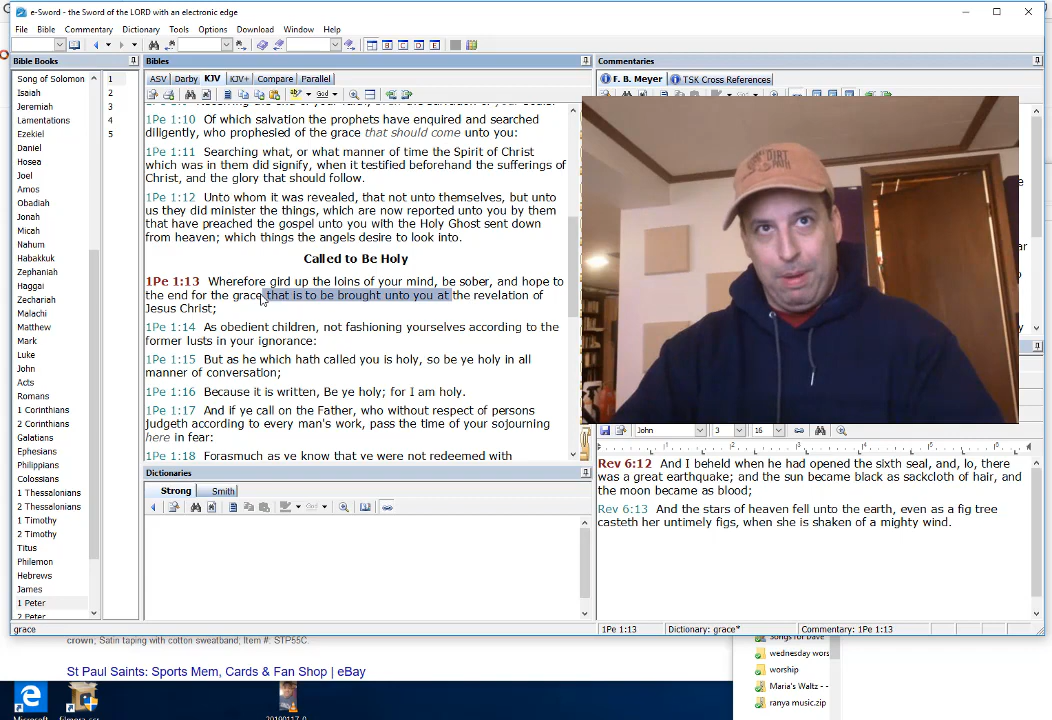 e-Sword - the Sword of the LORD with an electronic edge
File Bible Commentary Dictionary Tools Options Download Window Help
B C D E
Bible Books
Song of Solomon
Isaiah
Jeremiah
Lamentations
Ezekiel
Daniel
Hosea
Joel
Amos
Obadiah
Jonah
Micah
Nahum
Habakkuk
Zephaniah
Haggai
Zechariah
Malachi
Matthew
Mark
Luke
John
Acts
Romans
1 Corinthians
2 Corinthians
Galatians
Ephesians
Philippians
Colossians
1 Thessalonians
2 Thessalonians
1 Timothy
2 Timothy
Titus
Philemon
Hebrews
James
1 Peter
2 Peter
1
2
3
4
5
Bibles
ASV Darby KJV KJV+ Compare Parallel
1Pe 1:10 Of which salvation the prophets have enquired and searched
diligently, who prophesied of the grace that should come unto you:
1Pe 1:11 Searching what, or what manner of time the Spirit of Christ
which was in them did signify, when it testified beforehand the sufferings of
Christ, and the glory that should follow.
1Pe 1:12 Unto whom it was revealed, that not unto themselves, but unto
us they did minister the things, which are now reported unto you by them
that have preached the gospel unto you with the Holy Ghost sent down
from heaven; which things the angels desire to look into.
Called to Be Holy
1Pe 1:13 Wherefore gird up the loins of your mind, be sober, and hope to
the end for the grace that is to be brought unto you at the revelation of
Jesus Christ;
1Pe 1:14 As obedient children, not fashioning yourselves according to the
former lusts in your ignorance:
1Pe 1:15 But as he which hath called you is holy, so be ye holy in all
manner of conversation;
1Pe 1:16 Because it is written, Be ye holy; for I am holy.
1Pe 1:17 And if ye call on the Father, who without respect of persons
judgeth according to every man's work, pass the time of your sojourning
here in fear:
1Pe 1:18 Forasmuch as ye know that ye were not redeemed with
Dictionaries
Strong Smith
Commentaries
F. B. Meyer TSK Cross References
DIRT
PATH
John 3 16
1 2 3 4 5 6
Rev 6:12 And I beheld when he had opened the sixth seal, and, lo, there
was a great earthquake; and the sun became black as sackcloth of hair, and
the moon became as blood;
Rev 6:13 And the stars of heaven fell unto the earth, even as a fig tree
casteth her untimely figs, when she is shaken of a mighty wind.
grace
1Pe 1:13 Dictionary: grace* Commentary: 1Pe 1:13
crown; Satin taping with cotton sweatband, Item #: STP55C.
St Paul Saints: Sports Mem, Cards & Fan Shop | eBay
Songs for Dave
wednesday wors
worship
Maria's Waltz - -
ranya music.zip
Microsoft
filmora-scr
20190117_0